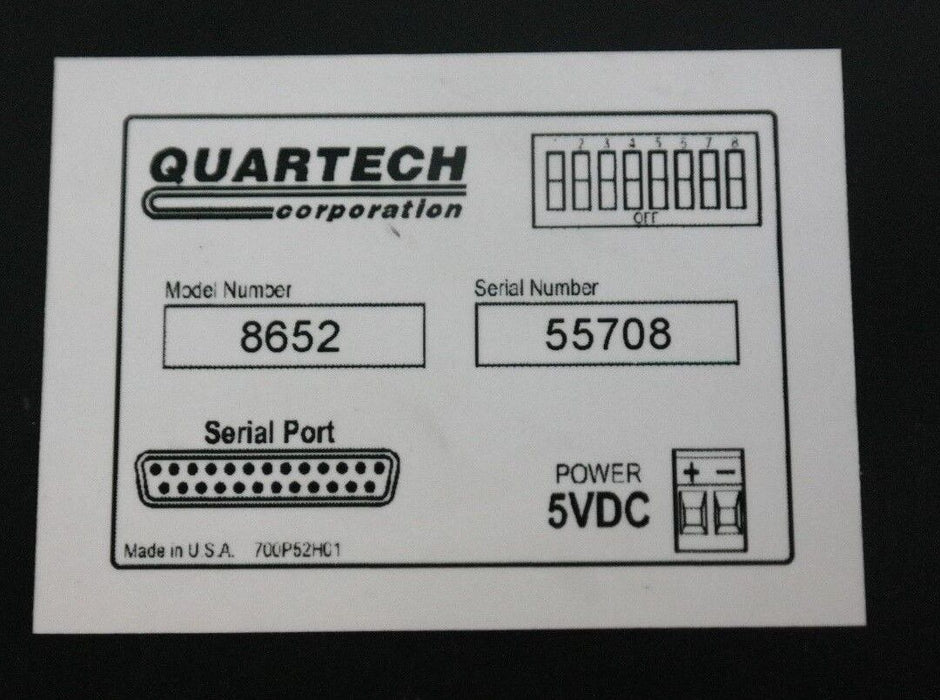 QUARTECH
corporation
2 3 4 5 6 7 8
OFF
Model Number
8652
Serial Number
55708
Serial Port
POWER
5VDC
+ −
Made in U.S.A. 700P52H01